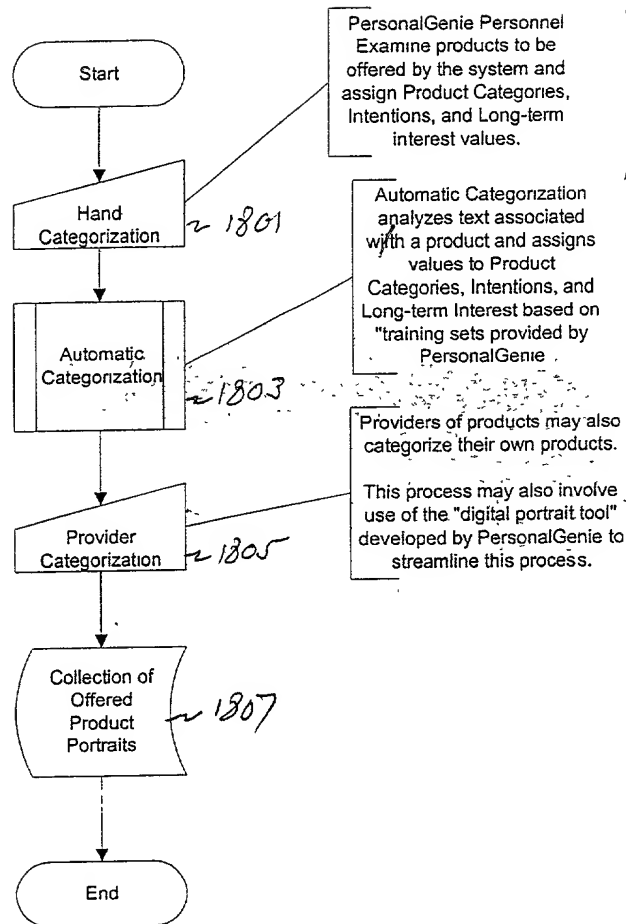 Start
PersonalGenie Personnel
Examine products to be
offered by the system and
assign Product Categories,
Intentions, and Long-term
interest values.
Hand
Categorization
1801
Automatic Categorization
analyzes text associated
with a product and assigns
values to Product
Categories, Intentions, and
Long-term Interest based on
"training sets provided by
PersonalGenie
Automatic
Categorization
1803
Providers of products may also
categorize their own products.
This process may also involve
use of the "digital portrait tool"
developed by PersonalGenie to
streamline this process.
Provider
Categorization
1805
Collection of
Offered
Product
Portraits
1807
End